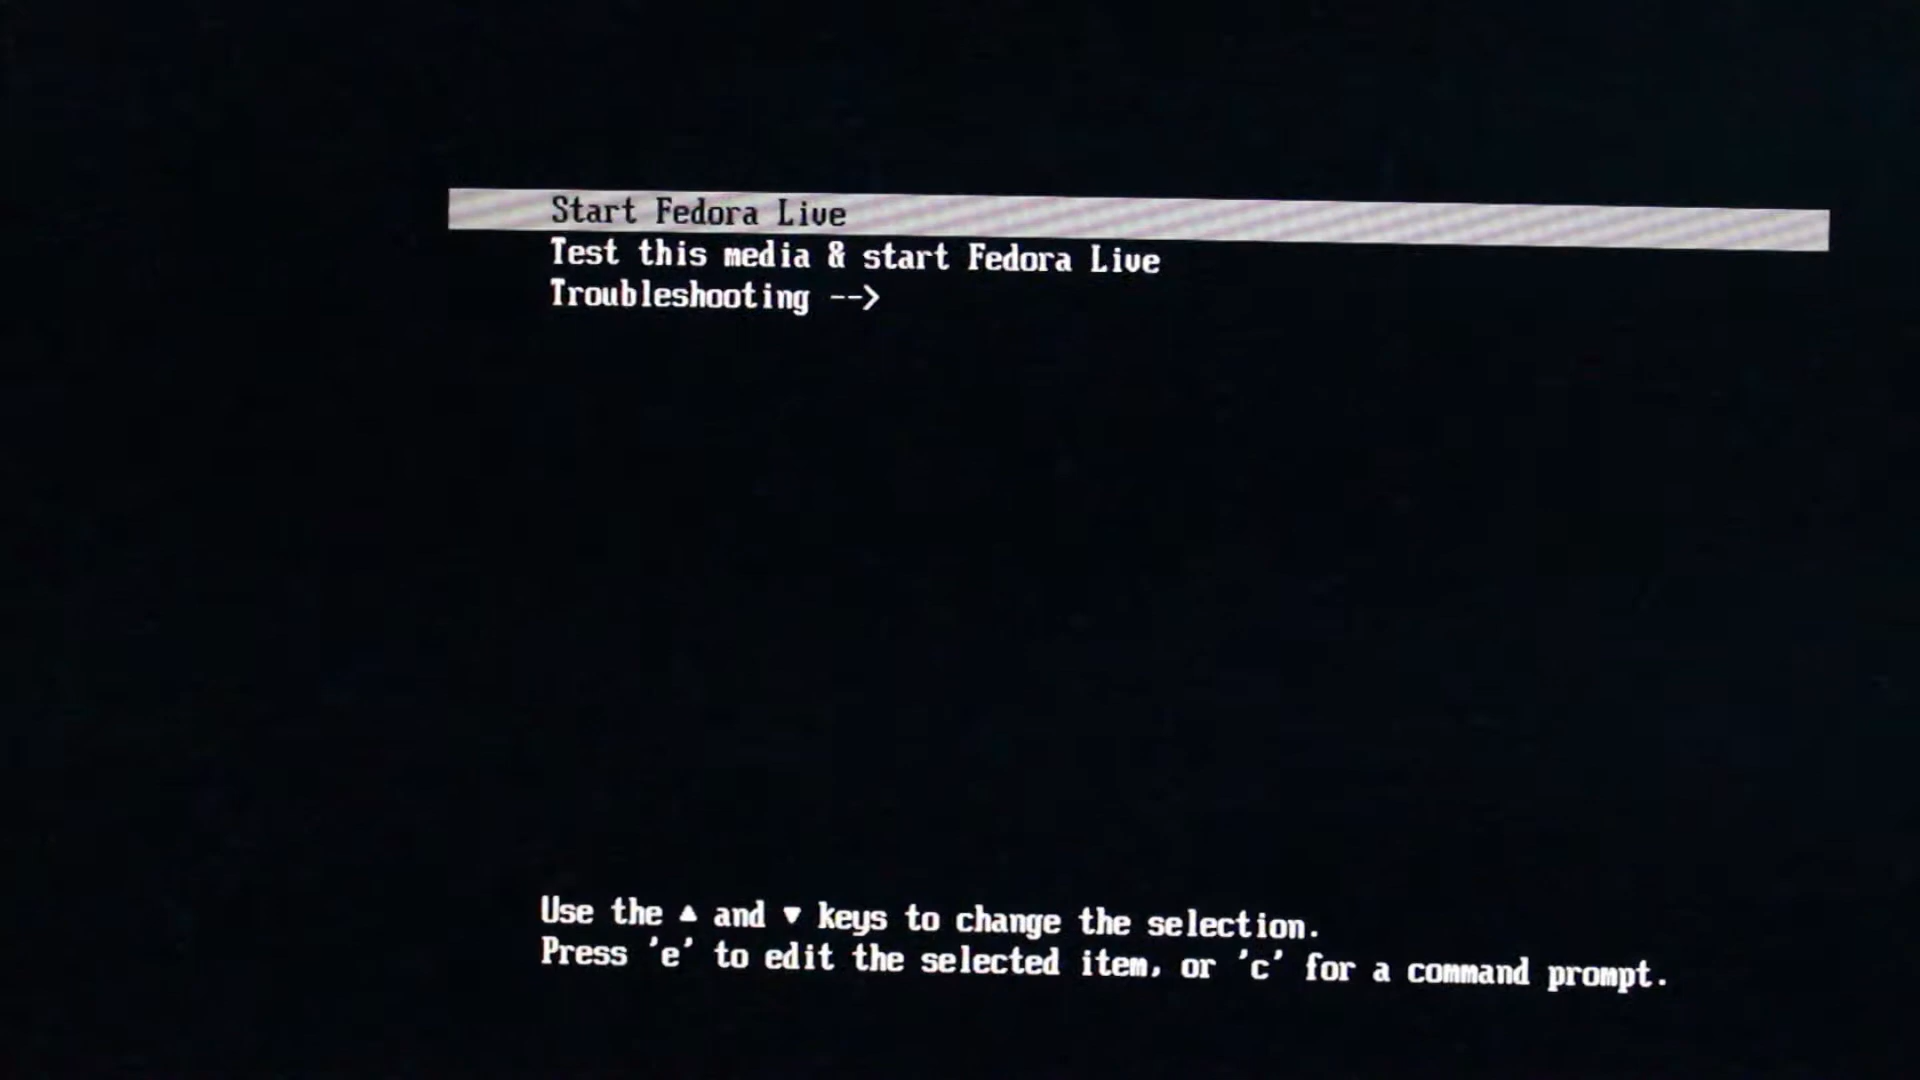 Start Fedora Live
Test this media & start Fedora Live
Troubleshooting -->
Use the ▲ and ▼ keys to change the selection.
Press 'e' to edit the selected item, or 'c' for a command prompt.